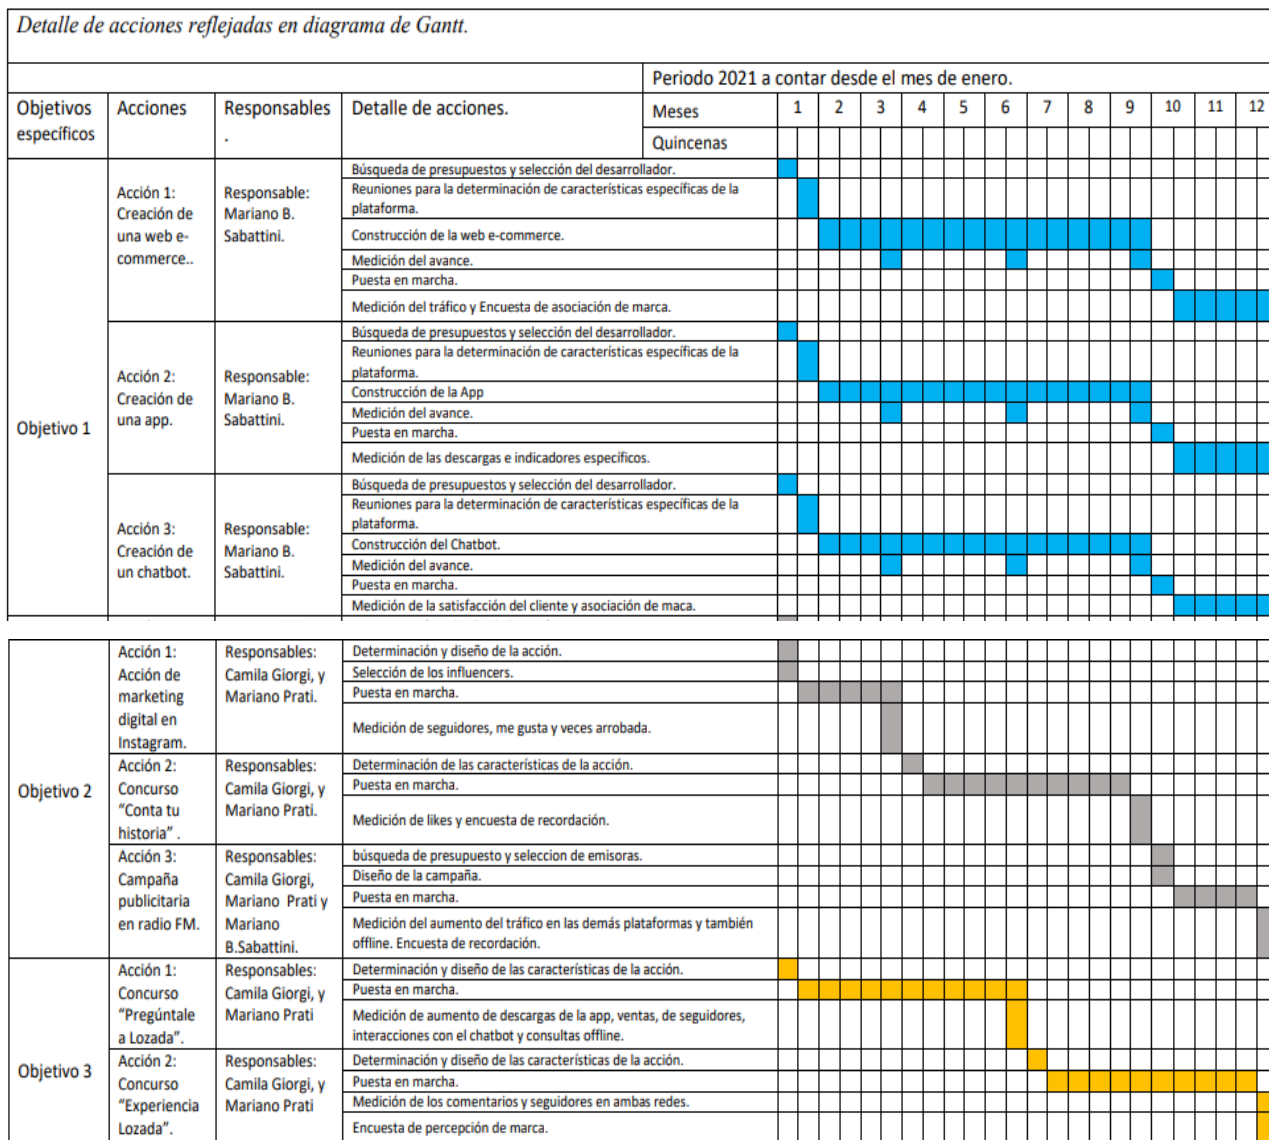 Detalle de acciones reflejadas en diagrama de Gantt.
Periodo 2021 a contar desde el mes de enero.
Objetivos
específicos
Acciones
Responsables
.
Detalle de acciones.
Meses
1 2 3 4 5 6 7 8 9 10 11 12
Quincenas
Objetivo 1
Acción 1:
Creación de
una web e-
commerce..
Responsable:
Mariano B.
Sabattini.
Búsqueda de presupuestos y selección del desarrollador.
Reuniones para la determinación de características específicas de la
plataforma.
Construcción de la web e-commerce.
Medición del avance.
Puesta en marcha.
Medición del tráfico y Encuesta de asociación de marca.
Acción 2:
Creación de
una app.
Responsable:
Mariano B.
Sabattini.
Búsqueda de presupuestos y selección del desarrollador.
Reuniones para la determinación de características específicas de la
plataforma.
Construcción de la App
Medición del avance.
Puesta en marcha.
Medición de las descargas e indicadores específicos.
Acción 3:
Creación de
un chatbot.
Responsable:
Mariano B.
Sabattini.
Búsqueda de presupuestos y selección del desarrollador.
Reuniones para la determinación de características específicas de la
plataforma.
Construcción del Chatbot.
Medición del avance.
Puesta en marcha.
Medición de la satisfacción del cliente y asociación de maca.
Objetivo 2
Acción 1:
Acción de
marketing
digital en
Instagram.
Responsables:
Camila Giorgi, y
Mariano Prati.
Determinación y diseño de la acción.
Selección de los influencers.
Puesta en marcha.
Medición de seguidores, me gusta y veces arrobada.
Acción 2:
Concurso
“Conta tu
historia” .
Responsables:
Camila Giorgi, y
Mariano Prati.
Determinación de las características de la acción.
Puesta en marcha.
Medición de likes y encuesta de recordación.
Acción 3:
Campaña
publicitaria
en radio FM.
Responsables:
Camila Giorgi,
Mariano Prati y
Mariano
B.Sabattini.
búsqueda de presupuesto y seleccion de emisoras.
Diseño de la campaña.
Puesta en marcha.
Medición del aumento del tráfico en las demás plataformas y también
offline. Encuesta de recordación.
Objetivo 3
Acción 1:
Concurso
“Pregúntale
a Lozada”.
Responsables:
Camila Giorgi, y
Mariano Prati
Determinación y diseño de las características de la acción.
Puesta en marcha.
Medición de aumento de descargas de la app, ventas, de seguidores,
interacciones con el chatbot y consultas offline.
Acción 2:
Concurso
“Experiencia
Lozada”.
Responsables:
Camila Giorgi, y
Mariano Prati
Determinación y diseño de las características de la acción.
Puesta en marcha.
Medición de los comentarios y seguidores en ambas redes.
Encuesta de percepción de marca.